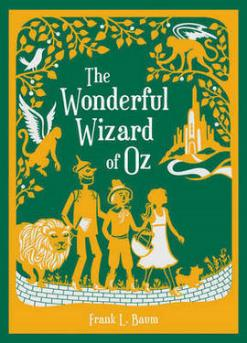 The
Wonderful
Wizard
of Oz
Frank L. Baum